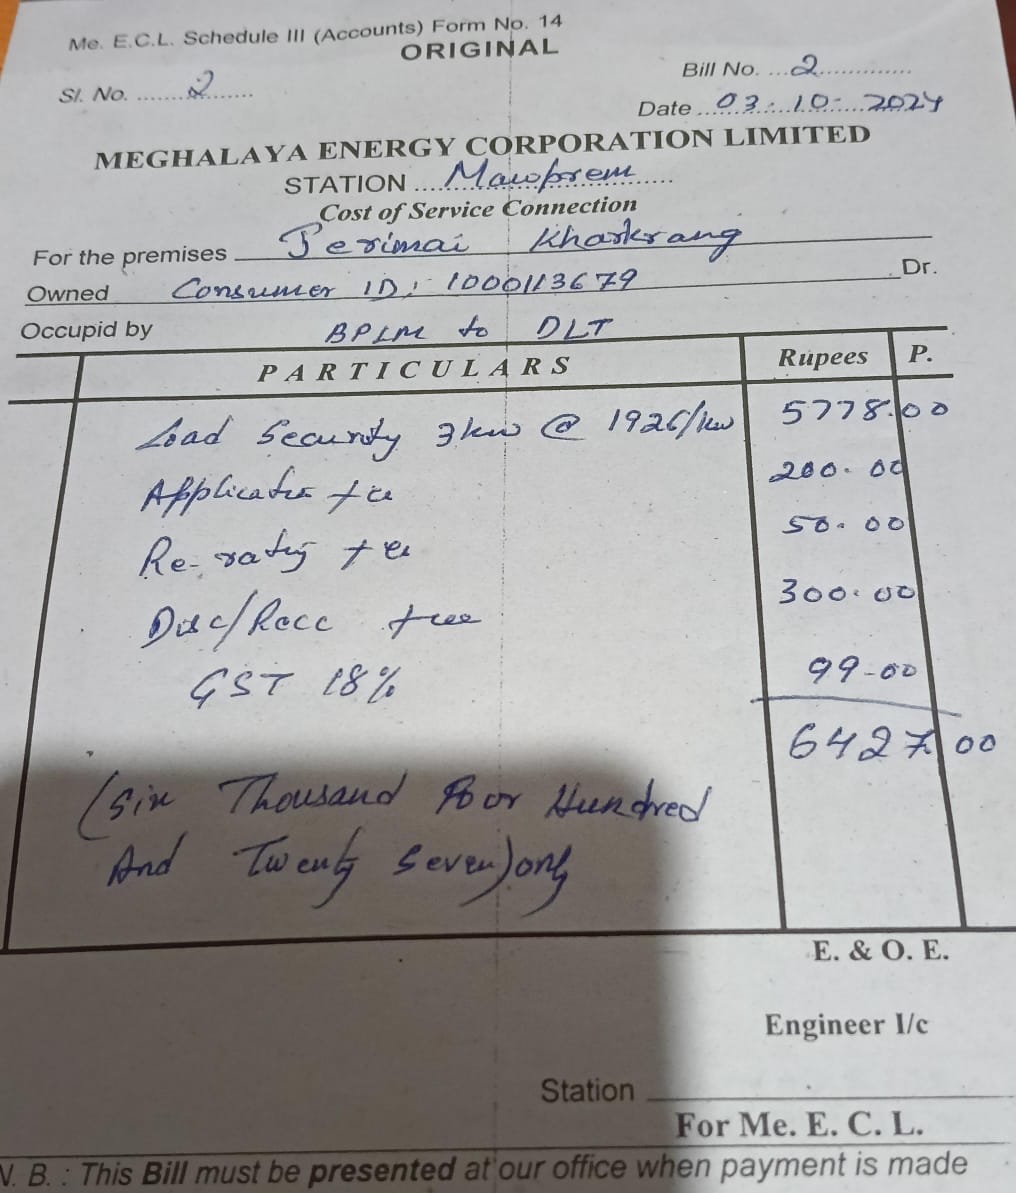 Me. E.C.L. Schedule III (Accounts) Form No. 14
ORIGINAL
Sl. No. ....... 2 ......
Bill No. ... 2 ..............
Date .. 03-10-2024
MEGHALAYA ENERGY CORPORATION LIMITED
STATION .... Mawprem .....
Cost of Service Connection
For the premises Jerimai Kharkrang
Owned Consumer ID: 1000113679 Dr.
Occupid by BPLM to DLT
PARTICULARS Rupees P.
Load Security 3kw @ 1926/kw 5778.00
Application fee 200.00
Re-rating fee 50.00
Disc/Recc free 300.00
GST 18% 99-00
6427 00
(Six Thousand Four Hundred
And Twenty Seven) only
E. & O. E.
Engineer I/c
Station
For Me. E. C. L.
N. B. : This Bill must be presented at our office when payment is made